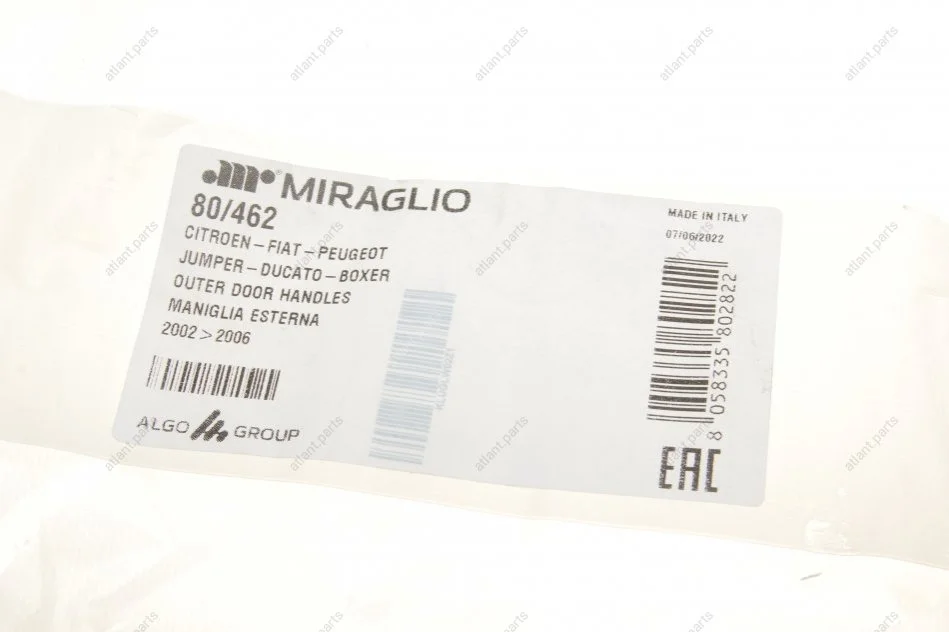 MIRAGLIO
80/462
CITROEN – FIAT – PEUGEOT
JUMPER – DUCATO – BOXER
OUTER DOOR HANDLES
MANIGLIA ESTERNA
2002 > 2006
ALGO GROUP
MADE IN ITALY
07/06/2022
8 058335 802822
EAC
atlant.parts